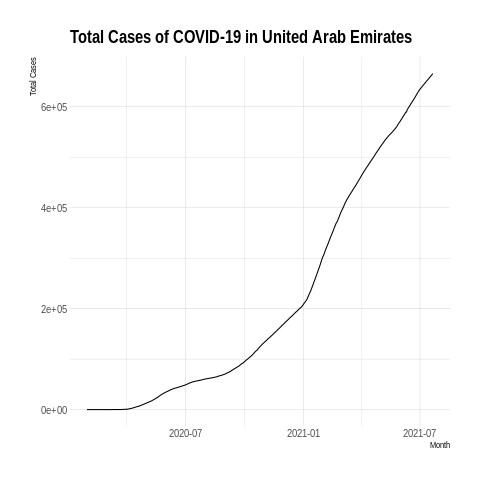 Total Cases of COVID-19 in United Arab Emirates
Total Cases
6e+05
4e+05
2e+05
0e+00
2020-07
2021-01
2021-07
Month